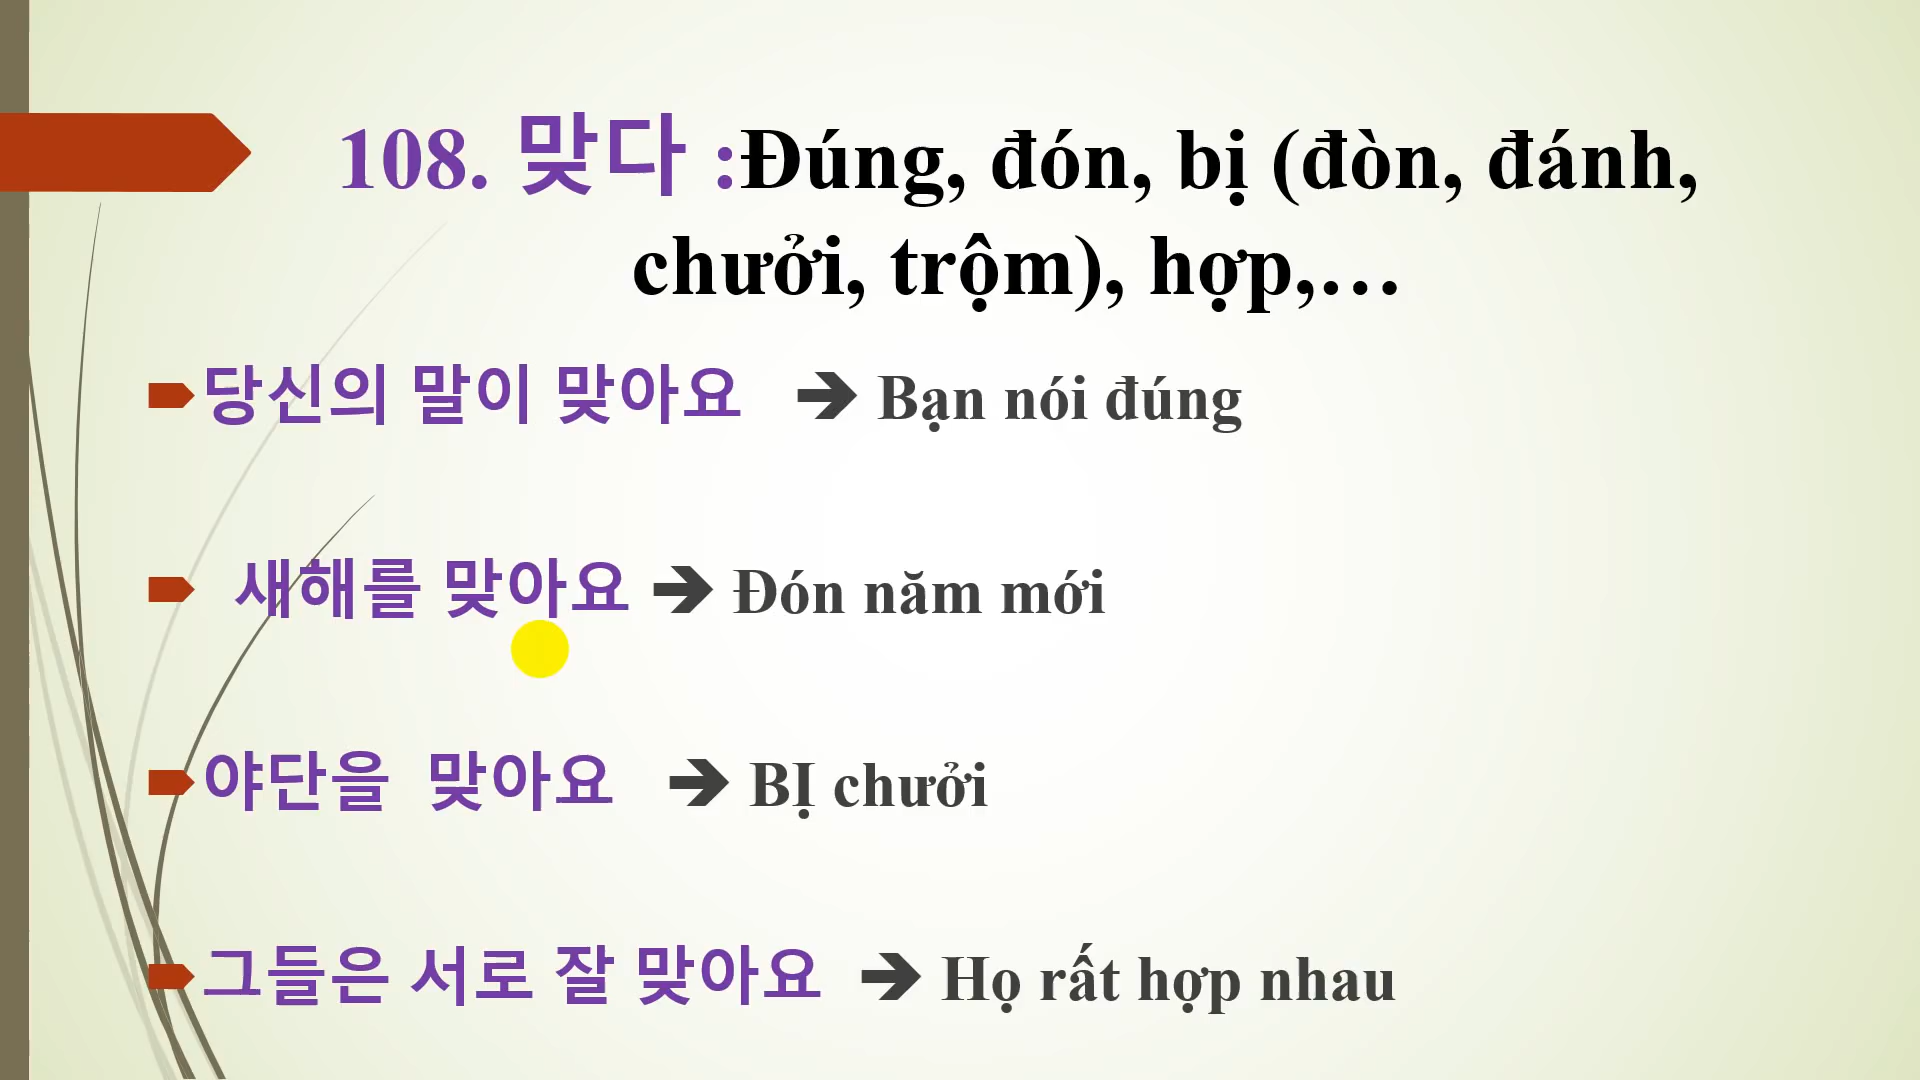 108. 맞다 :Đúng, đón, bị (đòn, đánh,
chưởi, trộm), hợp,…
당신의 말이 맞아요 ➔ Bạn nói đúng
새해를 맞아요 ➔ Đón năm mới
야단을 맞아요 ➔ BỊ chưởi
그들은 서로 잘 맞아요 ➔ Họ rất hợp nhau